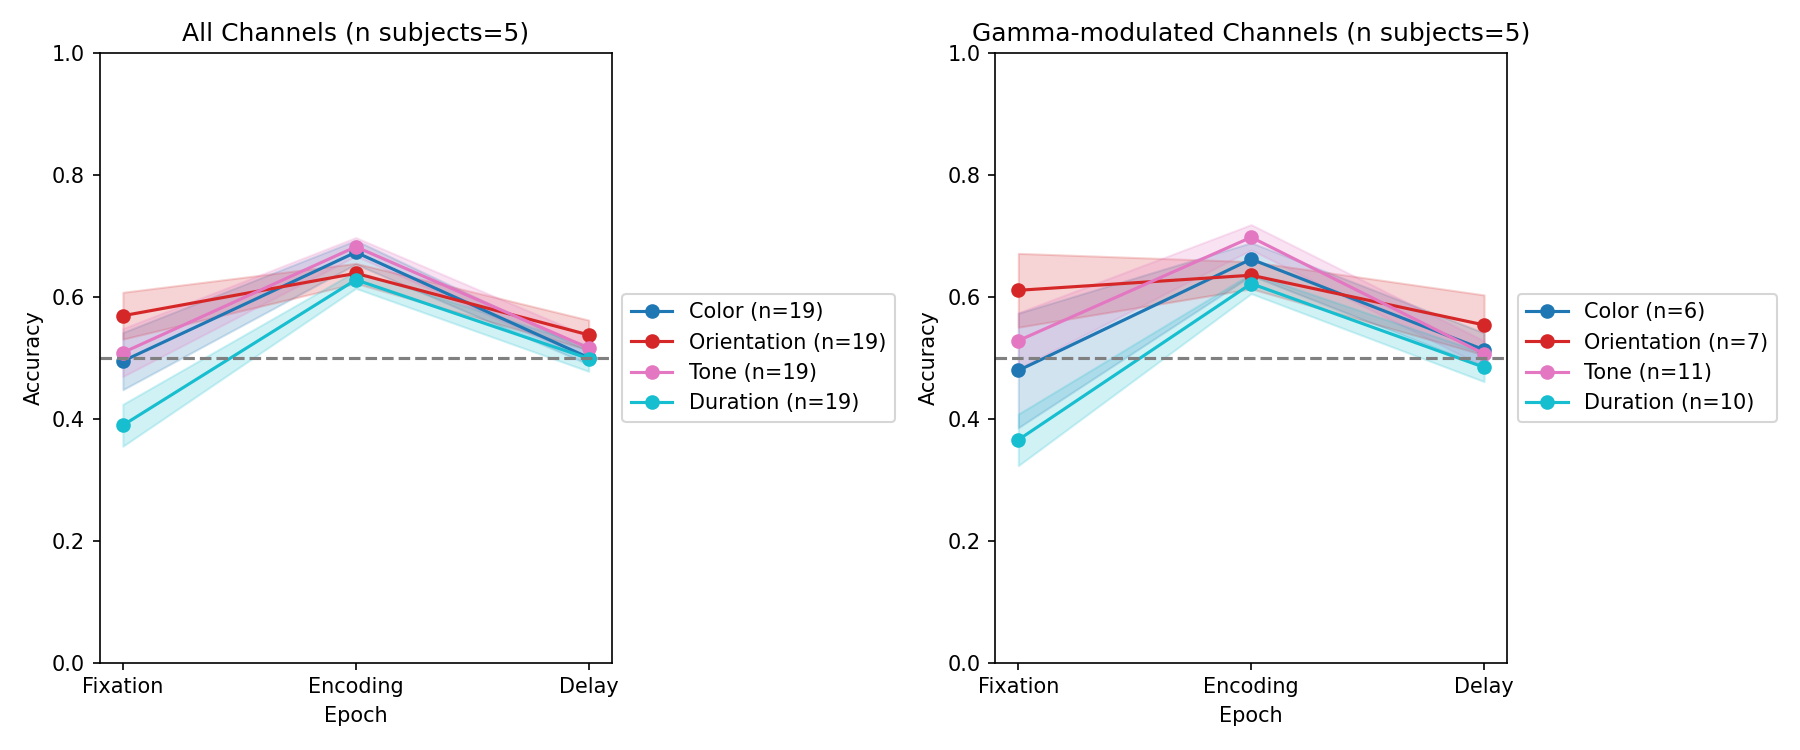 All Channels (n subjects=5)
1.0
0.8
0.6
0.4
0.2
0.0
Accuracy
Fixation
Encoding
Delay
Epoch
Color (n=19)
Orientation (n=19)
Tone (n=19)
Duration (n=19)
Gamma-modulated Channels (n subjects=5)
1.0
0.8
0.6
0.4
0.2
0.0
Accuracy
Fixation
Encoding
Delay
Epoch
Color (n=6)
Orientation (n=7)
Tone (n=11)
Duration (n=10)